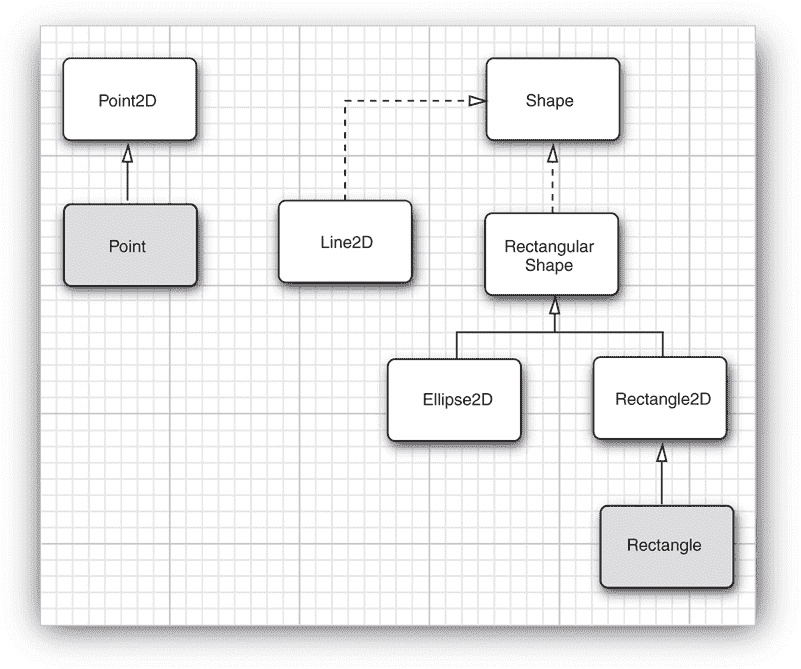 Point2D
Shape
Point
Line2D
Rectangular
Shape
Ellipse2D
Rectangle2D
Rectangle